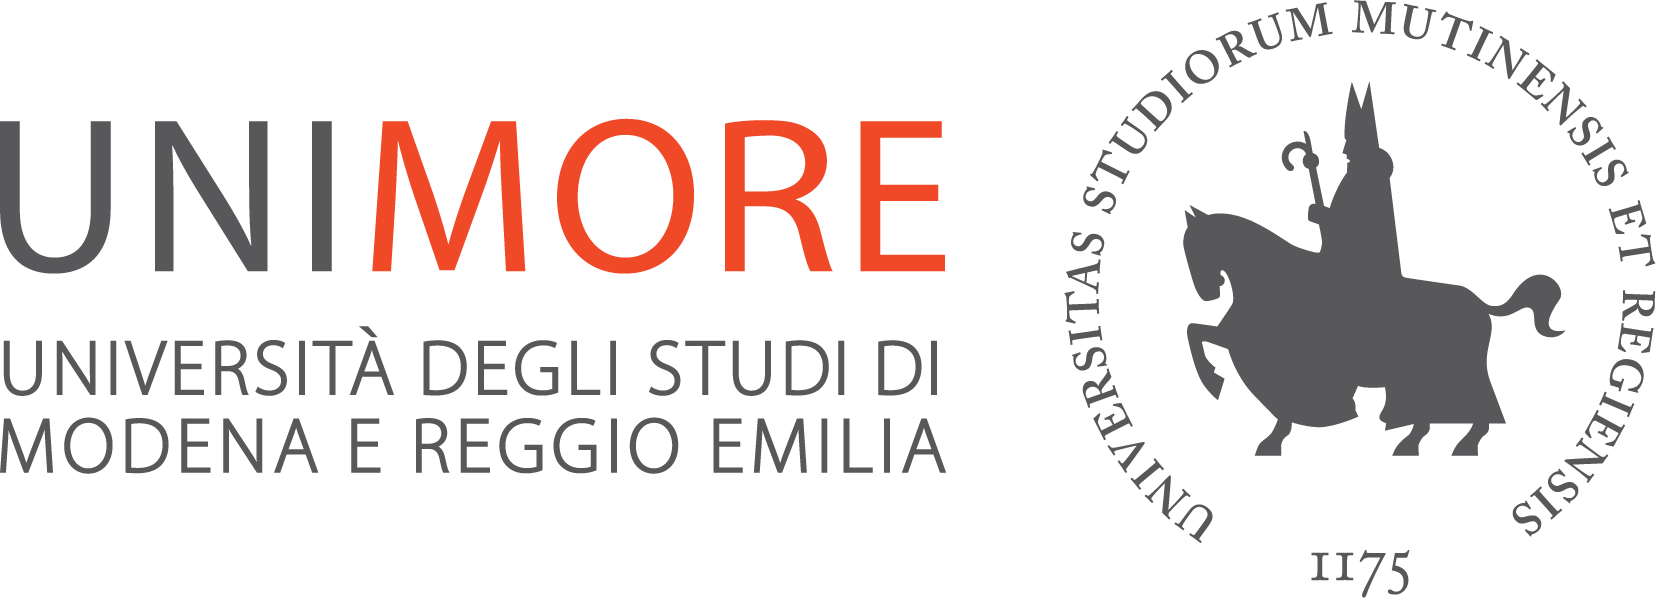 UNIMORE
UNIVERSITÀ DEGLI STUDI DI
MODENA E REGGIO EMILIA
UNIVERSITAS STUDIORUM MUTINENSIS ET REGIENSIS
1175